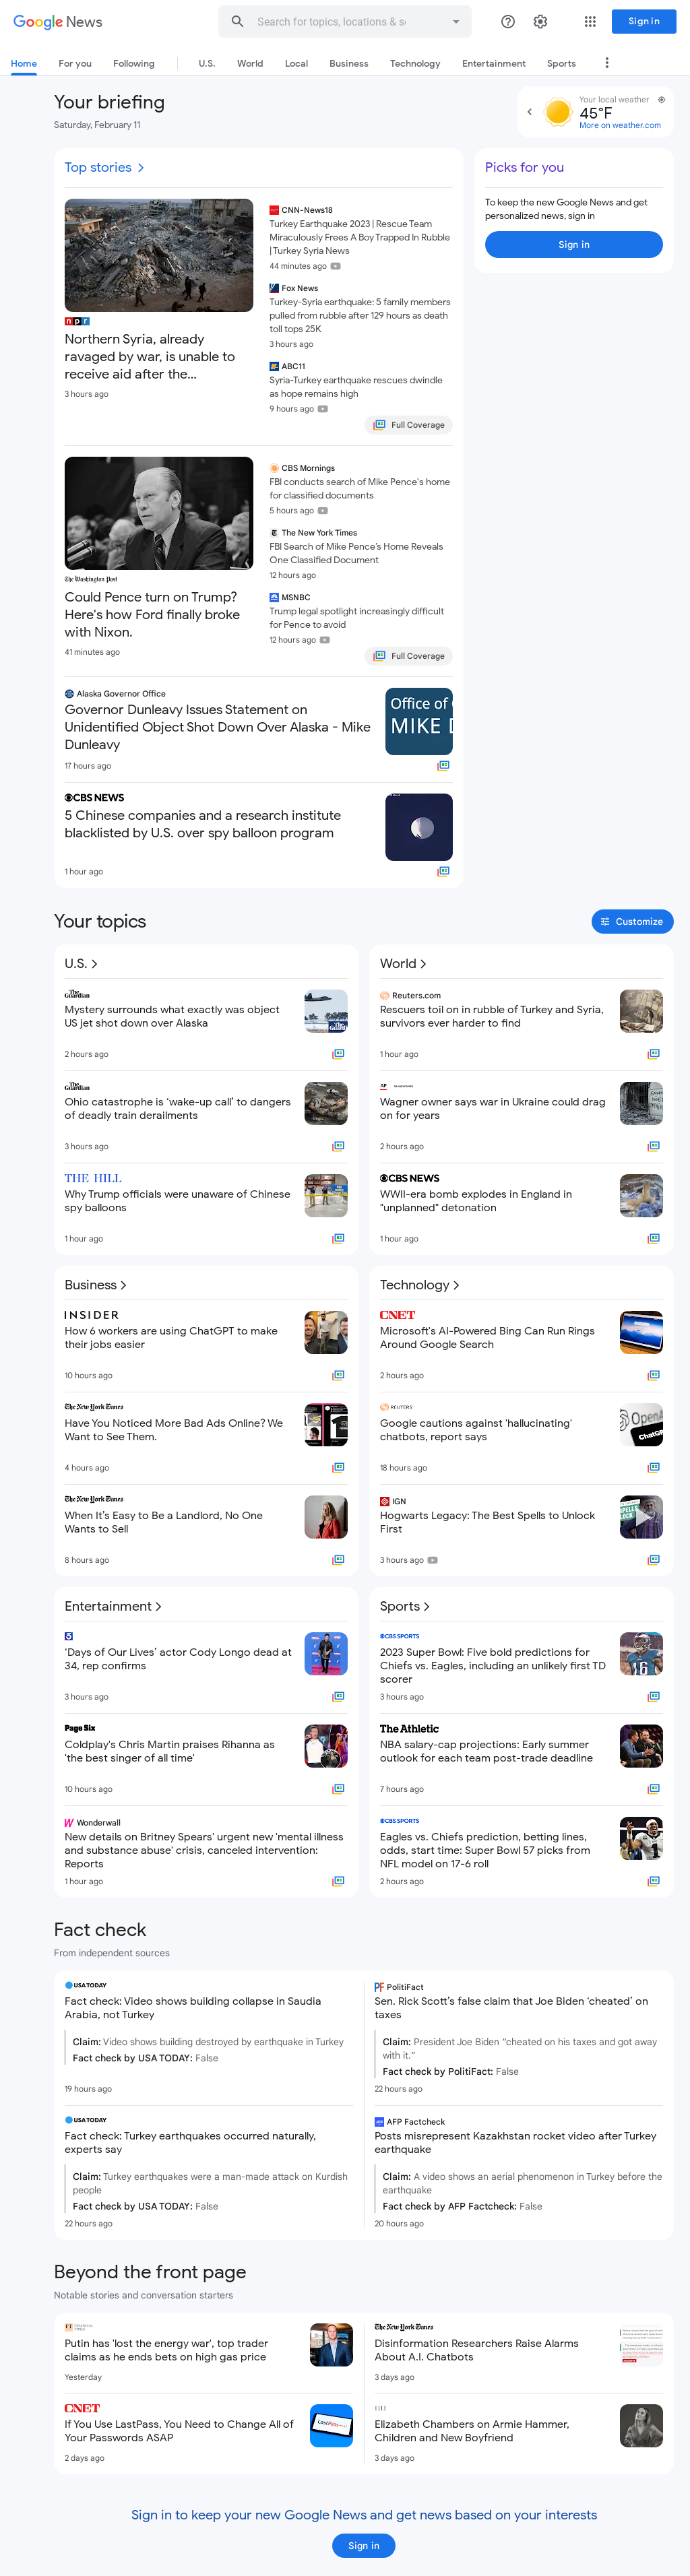 Google News
Search for topics, locations & so
Sign in
Home
For you
Following
U.S.
World
Local
Business
Technology
Entertainment
Sports
Your briefing
Saturday, February 11
Your local weather
45°F
More on weather.com
Top stories
npr
Northern Syria, already
ravaged by war, is unable to
receive aid after the...
3 hours ago
CNN-News18
Turkey Earthquake 2023 | Rescue Team
Miraculously Frees A Boy Trapped In Rubble
| Turkey Syria News
44 minutes ago
Fox News
Turkey-Syria earthquake: 5 family members
pulled from rubble after 129 hours as death
toll tops 25K
3 hours ago
ABC11
Syria-Turkey earthquake rescues dwindle
as hope remains high
9 hours ago
Full Coverage
Picks for you
To keep the new Google News and get
personalized news, sign in
Sign in
The Washington Post
Could Pence turn on Trump?
Here's how Ford finally broke
with Nixon.
41 minutes ago
CBS Mornings
FBI conducts search of Mike Pence's home
for classified documents
5 hours ago
The New York Times
FBI Search of Mike Pence's Home Reveals
One Classified Document
12 hours ago
MSNBC
Trump legal spotlight increasingly difficult
for Pence to avoid
12 hours ago
Full Coverage
Alaska Governor Office
Governor Dunleavy Issues Statement on
Unidentified Object Shot Down Over Alaska - Mike
Dunleavy
17 hours ago
Office of
MIKE D
CBS NEWS
5 Chinese companies and a research institute
blacklisted by U.S. over spy balloon program
1 hour ago
Your topics
Customize
U.S.
The Guardian
Mystery surrounds what exactly was object
US jet shot down over Alaska
2 hours ago
The Guardian
Ohio catastrophe is ‘wake-up call’ to dangers
of deadly train derailments
3 hours ago
THE HILL
Why Trump officials were unaware of Chinese
spy balloons
1 hour ago
World
Reuters.com
Rescuers toil on in rubble of Turkey and Syria,
survivors ever harder to find
1 hour ago
AP
Wagner owner says war in Ukraine could drag
on for years
2 hours ago
CBS NEWS
WWII-era bomb explodes in England in
"unplanned" detonation
1 hour ago
Business
INSIDER
How 6 workers are using ChatGPT to make
their jobs easier
10 hours ago
The New York Times
Have You Noticed More Bad Ads Online? We
Want to See Them.
4 hours ago
The New York Times
When It's Easy to Be a Landlord, No One
Wants to Sell
8 hours ago
Technology
CNET
Microsoft's AI-Powered Bing Can Run Rings
Around Google Search
2 hours ago
REUTERS
Google cautions against 'hallucinating'
chatbots, report says
18 hours ago
OpenA
ChatGP
IGN
Hogwarts Legacy: The Best Spells to Unlock
First
3 hours ago
Entertainment
‘Days of Our Lives’ actor Cody Longo dead at
34, rep confirms
3 hours ago
Page Six
Coldplay's Chris Martin praises Rihanna as
'the best singer of all time'
10 hours ago
Wonderwall
New details on Britney Spears' urgent new 'mental illness
and substance abuse' crisis, canceled intervention:
Reports
1 hour ago
Sports
CBS SPORTS
2023 Super Bowl: Five bold predictions for
Chiefs vs. Eagles, including an unlikely first TD
scorer
3 hours ago
The Athletic
NBA salary-cap projections: Early summer
outlook for each team post-trade deadline
7 hours ago
CBS SPORTS
Eagles vs. Chiefs prediction, betting lines,
odds, start time: Super Bowl 57 picks from
NFL model on 17-6 roll
2 hours ago
Fact check
From independent sources
USA TODAY
Fact check: Video shows building collapse in Saudia
Arabia, not Turkey
Claim: Video shows building destroyed by earthquake in Turkey
Fact check by USA TODAY: False
19 hours ago
PolitiFact
Sen. Rick Scott’s false claim that Joe Biden ‘cheated’ on
taxes
Claim: President Joe Biden “cheated on his taxes and got away
with it.”
Fact check by PolitiFact: False
22 hours ago
USA TODAY
Fact check: Turkey earthquakes occurred naturally,
experts say
Claim: Turkey earthquakes were a man-made attack on Kurdish
people
Fact check by USA TODAY: False
22 hours ago
AFP Factcheck
Posts misrepresent Kazakhstan rocket video after Turkey
earthquake
Claim: A video shows an aerial phenomenon in Turkey before the
earthquake
Fact check by AFP Factcheck: False
20 hours ago
Beyond the front page
Notable stories and conversation starters
FT FINANCIAL TIMES
Putin has 'lost the energy war', top trader
claims as he ends bets on high gas price
Yesterday
The New York Times
Disinformation Researchers Raise Alarms
About A.I. Chatbots
3 days ago
CNET
If You Use LastPass, You Need to Change All of
Your Passwords ASAP
2 days ago
Elizabeth Chambers on Armie Hammer,
Children and New Boyfriend
3 days ago
Sign in to keep your new Google News and get news based on your interests
Sign in